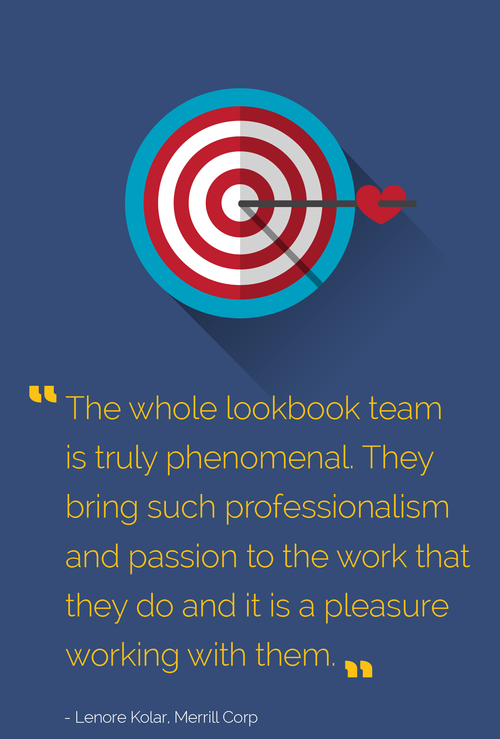 “ The whole lookbook team
is truly phenomenal. They
bring such professionalism
and passion to the work that
they do and it is a pleasure
working with them. ”
- Lenore Kolar, Merrill Corp